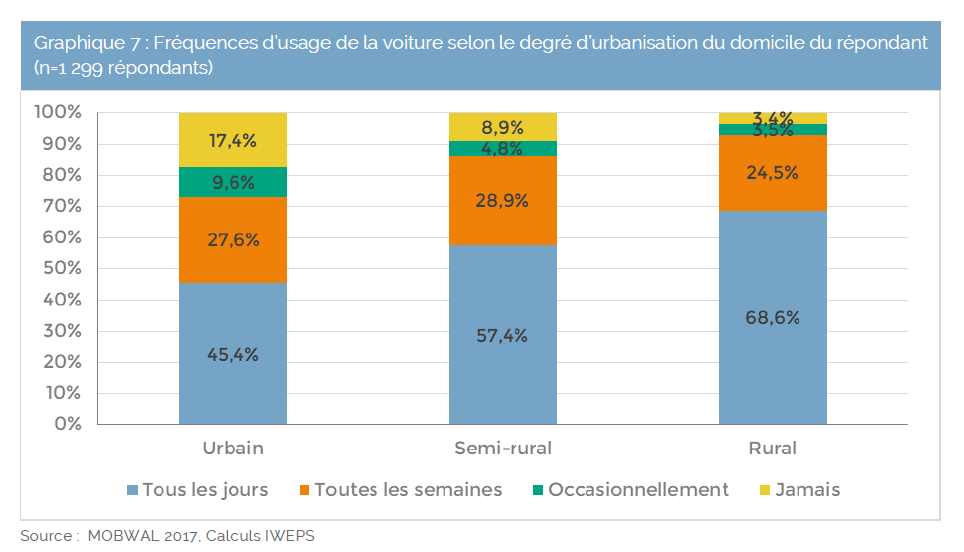 Graphique 7 : Fréquences d'usage de la voiture selon le degré d'urbanisation du domicile du répondant
(n=1 299 répondants)
100%
90%
80%
70%
60%
50%
40%
30%
20%
10%
0%
17,4%
9,6%
27,6%
45,4%
8,9%
4,8%
28,9%
57,4%
3,4%
3,5%
24,5%
68,6%
Urbain
Semi-rural
Rural
Tous les jours
Toutes les semaines
Occasionnellement
Jamais
Source : MOBWAL 2017, Calculs IWEPS